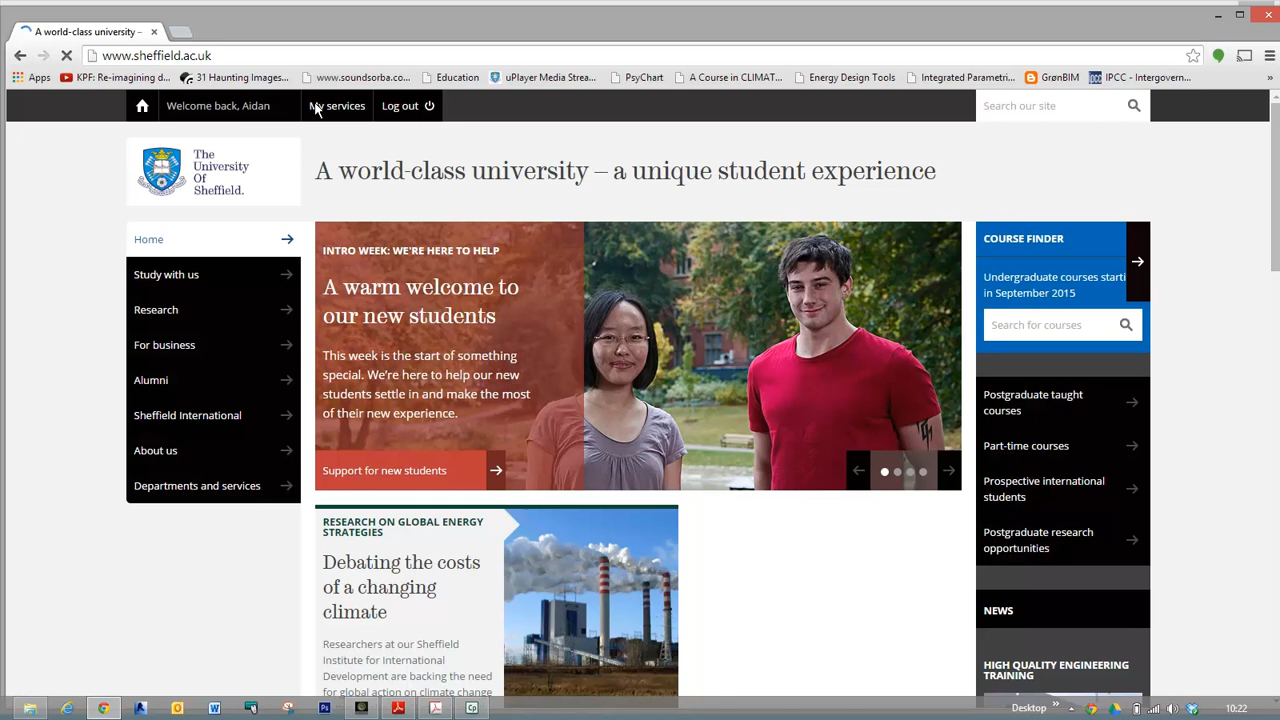 A world-class university –
www.sheffield.ac.uk
Apps KPF: Re-imagining d... 31 Haunting Images... www.soundsorba.co... Education uPlayer Media Strea... PsyChart A Course in CLIMAT... Energy Design Tools Integrated Parametri... GrønBIM IPCC - Intergovern...
Welcome back, Aidan My services Log out Search our site
The
University
Of
Sheffield.
A world-class university – a unique student experience
Home
Study with us
Research
For business
Alumni
Sheffield International
About us
Departments and services
INTRO WEEK: WE'RE HERE TO HELP
A warm welcome to
our new students
This week is the start of something
special. We're here to help our new
students settle in and make the most
of their new experience.
Support for new students
RESEARCH ON GLOBAL ENERGY
STRATEGIES
Debating the costs
of a changing
climate
Researchers at our Sheffield
Institute for International
Development are backing the need
for global action on climate change
COURSE FINDER
Undergraduate courses starti
in September 2015
Search for courses
Postgraduate taught
courses
Part-time courses
Prospective international
students
Postgraduate research
opportunities
NEWS
HIGH QUALITY ENGINEERING
TRAINING
Desktop
10:22